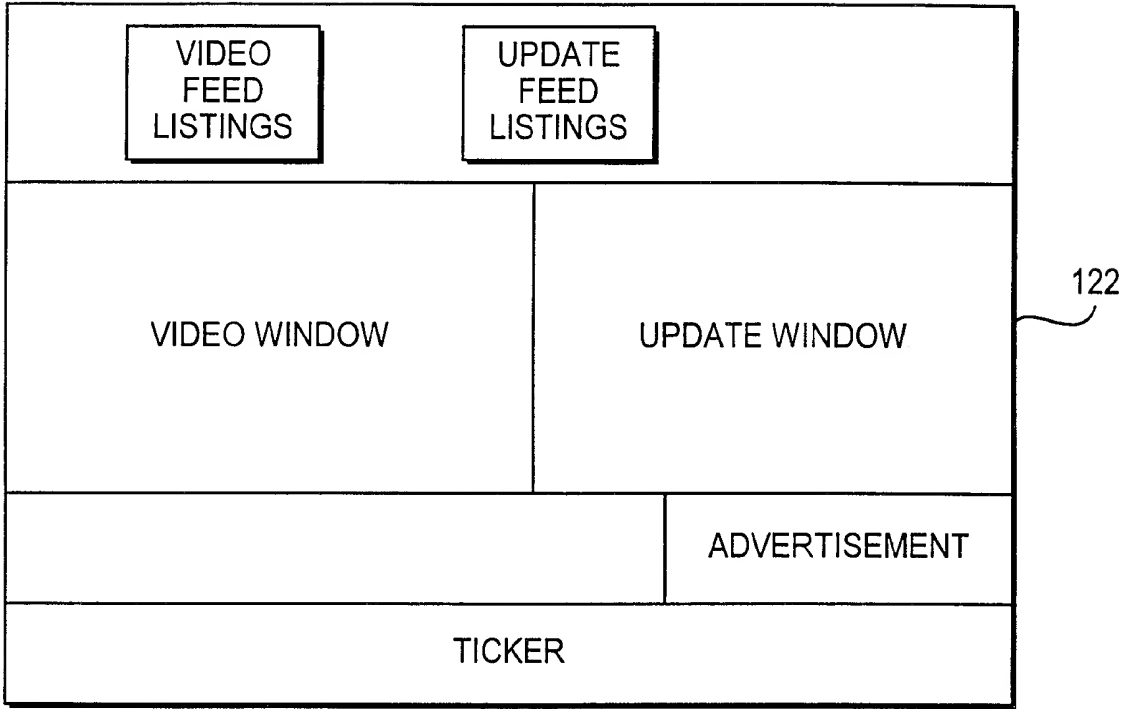 VIDEO
FEED
LISTINGS
UPDATE
FEED
LISTINGS
122
VIDEO WINDOW
UPDATE WINDOW
ADVERTISEMENT
TICKER